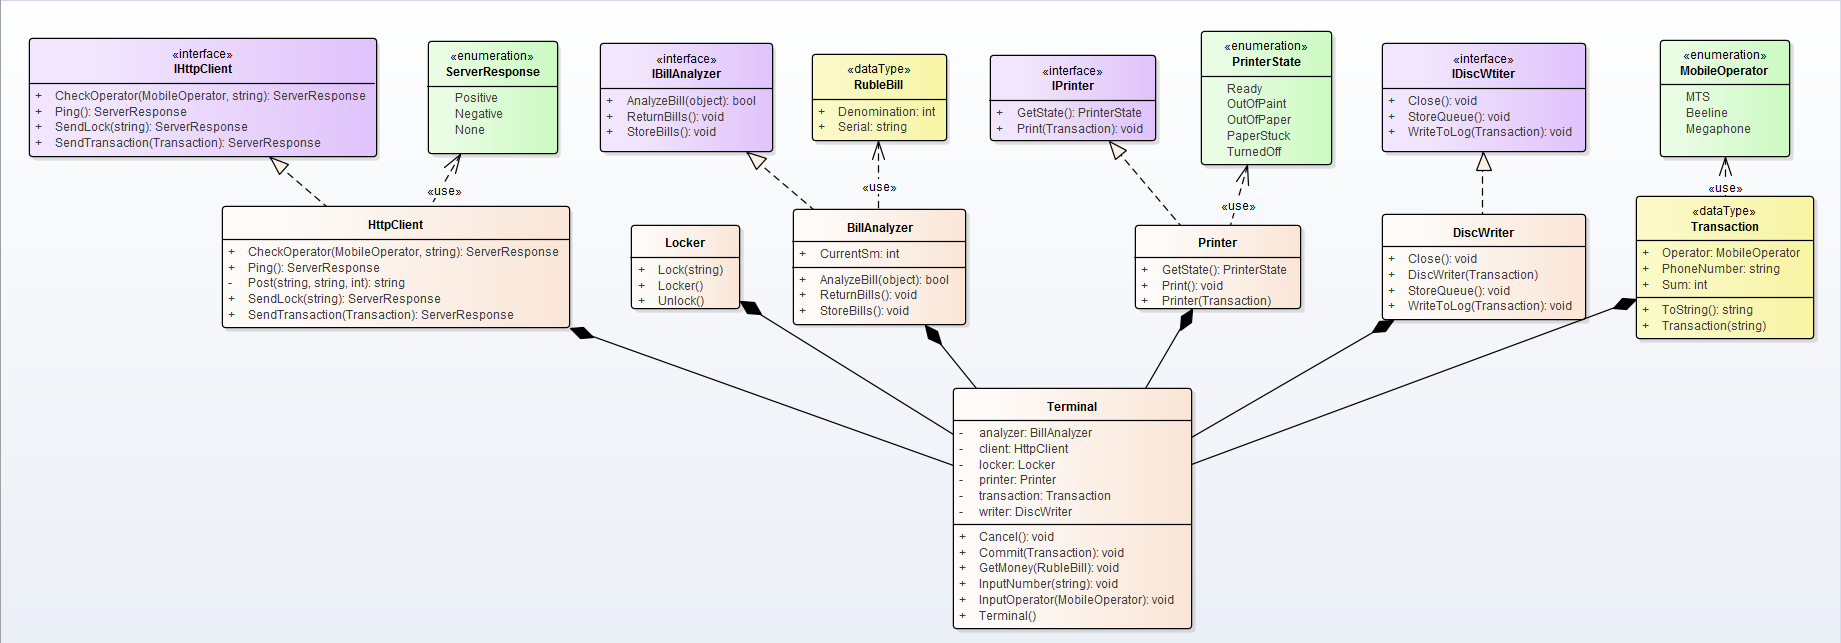 «interface»
IHttpClient
+ CheckOperator(MobileOperator, string): ServerResponse
+ Ping(): ServerResponse
+ SendLock(string): ServerResponse
+ SendTransaction(Transaction): ServerResponse
«enumeration»
ServerResponse
Positive
Negative
None
«interface»
IBillAnalyzer
+ AnalyzeBill(object): bool
+ ReturnBills(): void
+ StoreBills(): void
«dataType»
RubleBill
+ Denomination: int
+ Serial: string
«interface»
IPrinter
+ GetState(): PrinterState
+ Print(Transaction): void
«enumeration»
PrinterState
Ready
OutOfPaint
OutOfPaper
PaperStuck
TurnedOff
«interface»
IDiscWtiter
+ Close(): void
+ StoreQueue(): void
+ WriteToLog(Transaction): void
«enumeration»
MobileOperator
MTS
Beeline
Megaphone
«use»
«use»
«use»
«use»
HttpClient
+ CheckOperator(MobileOperator, string): ServerResponse
+ Ping(): ServerResponse
- Post(string, string, int): string
+ SendLock(string): ServerResponse
+ SendTransaction(Transaction): ServerResponse
Locker
+ Lock(string)
+ Locker()
+ Unlock()
BillAnalyzer
+ CurrentSm: int
+ AnalyzeBill(object): bool
+ ReturnBills(): void
+ StoreBills(): void
Printer
+ GetState(): PrinterState
+ Print(): void
+ Printer(Transaction)
DiscWriter
+ Close(): void
+ DiscWriter(Transaction)
+ StoreQueue(): void
+ WriteToLog(Transaction): void
«dataType»
Transaction
+ Operator: MobileOperator
+ PhoneNumber: string
+ Sum: int
+ ToString(): string
+ Transaction(string)
Terminal
- analyzer: BillAnalyzer
- client: HttpClient
- locker: Locker
- printer: Printer
- transaction: Transaction
- writer: DiscWriter
+ Cancel(): void
+ Commit(Transaction): void
+ GetMoney(RubleBill): void
+ InputNumber(string): void
+ InputOperator(MobileOperator): void
+ Terminal()